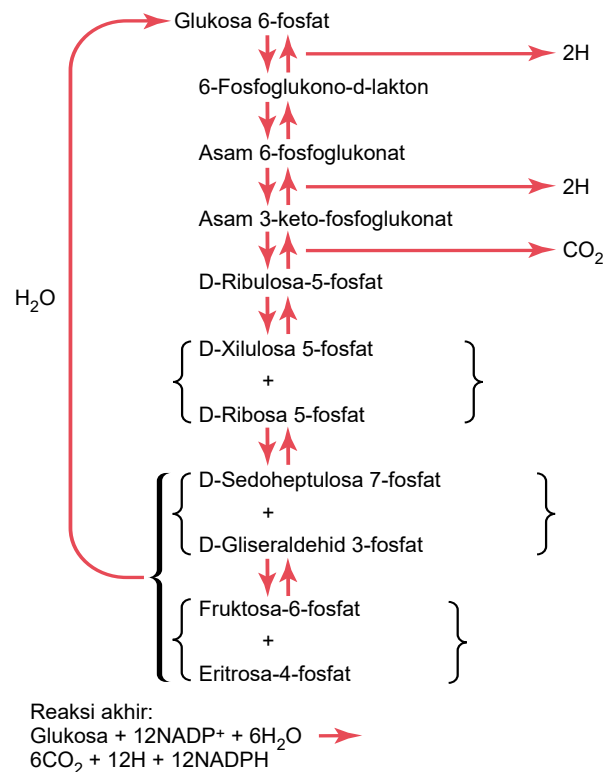 Glukosa 6-fosfat
2H
6-Fosfoglukono-d-lakton
Asam 6-fosfoglukonat
2H
Asam 3-keto-fosfoglukonat
CO₂
D-Ribulosa-5-fosfat
H₂O
D-Xilulosa 5-fosfat
+
D-Ribosa 5-fosfat
D-Sedoheptulosa 7-fosfat
+
D-Gliseraldehid 3-fosfat
Fruktosa-6-fosfat
+
Eritrosa-4-fosfat
Reaksi akhir:
Glukosa + 12NADP⁺ + 6H₂O →
6CO₂ + 12H + 12NADPH